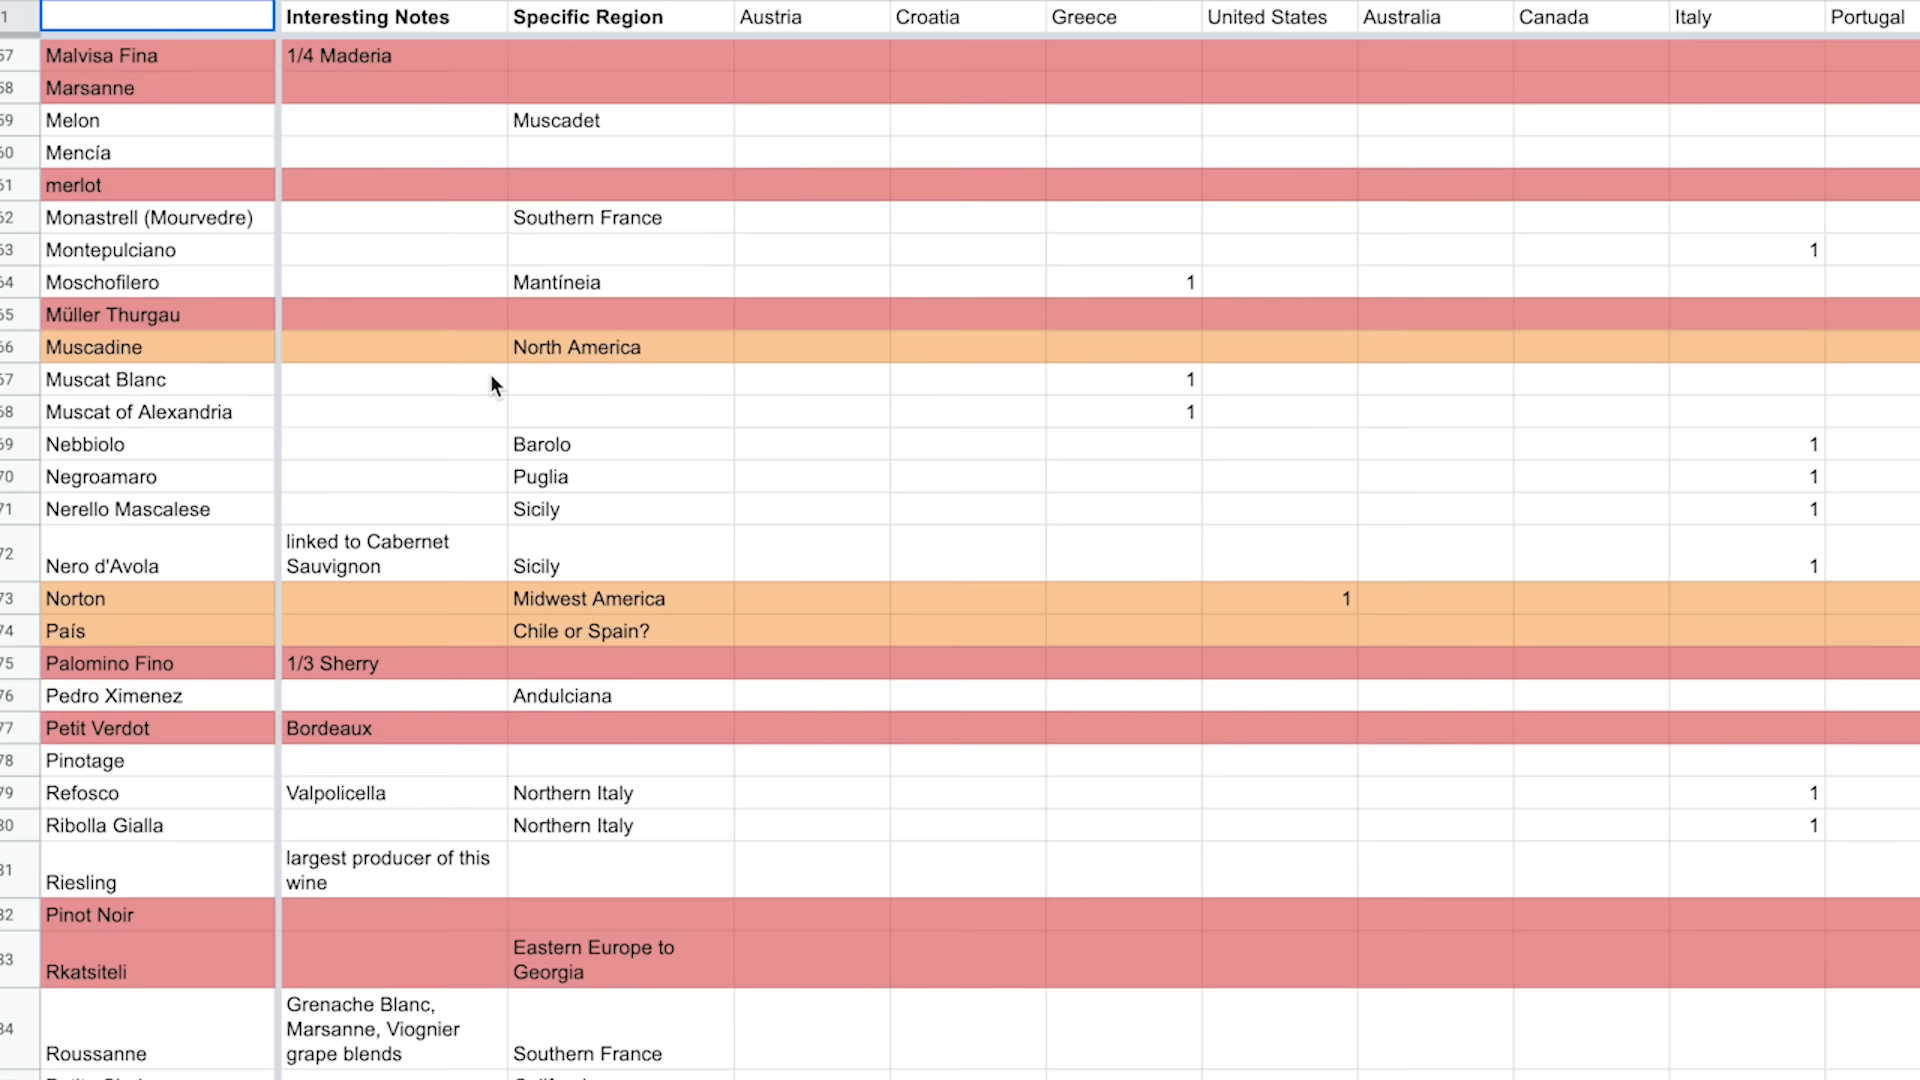 1 Interesting Notes Specific Region Austria Croatia Greece United States Australia Canada Italy Portugal
57 Malvisa Fina 1/4 Maderia
58 Marsanne
59 Melon Muscadet
60 Mencía
61 merlot
62 Monastrell (Mourvedre) Southern France
63 Montepulciano 1
64 Moschofilero Mantíneia 1
65 Müller Thurgau
66 Muscadine North America
67 Muscat Blanc 1
68 Muscat of Alexandria 1
69 Nebbiolo Barolo 1
70 Negroamaro Puglia 1
71 Nerello Mascalese Sicily 1
linked to Cabernet
72 Nero d'Avola Sauvignon Sicily 1
73 Norton Midwest America 1
74 País Chile or Spain?
75 Palomino Fino 1/3 Sherry
76 Pedro Ximenez Andulciana
77 Petit Verdot Bordeaux
78 Pinotage
79 Refosco Valpolicella Northern Italy 1
80 Ribolla Gialla Northern Italy 1
largest producer of this
81 Riesling wine
82 Pinot Noir
Eastern Europe to
83 Rkatsiteli Georgia
Grenache Blanc,
84 Marsanne, Viognier
Roussanne grape blends Southern France